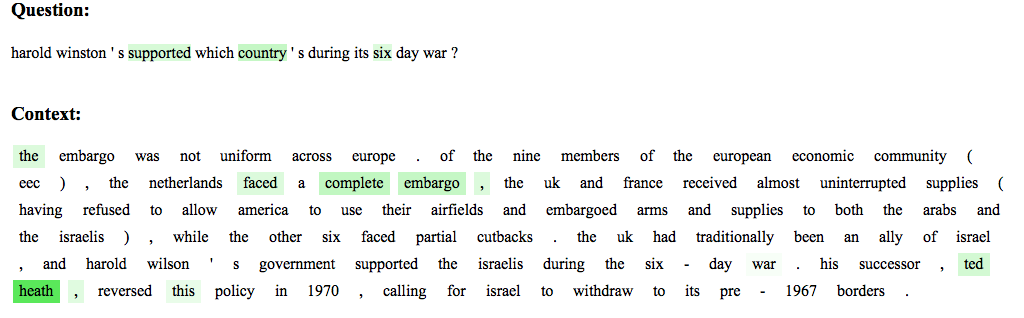 Question:
harold winston ' s supported which country ' s during its six day war ?
Context:
the embargo was not uniform across europe . of the nine members of the european economic community (
eec ) , the netherlands faced a complete embargo , the uk and france received almost uninterrupted supplies (
having refused to allow america to use their airfields and embargoed arms and supplies to both the arabs and
the israelis ) , while the other six faced partial cutbacks . the uk had traditionally been an ally of israel
, and harold wilson ' s government supported the israelis during the six - day war . his successor , ted
heath , reversed this policy in 1970 , calling for israel to withdraw to its pre - 1967 borders .